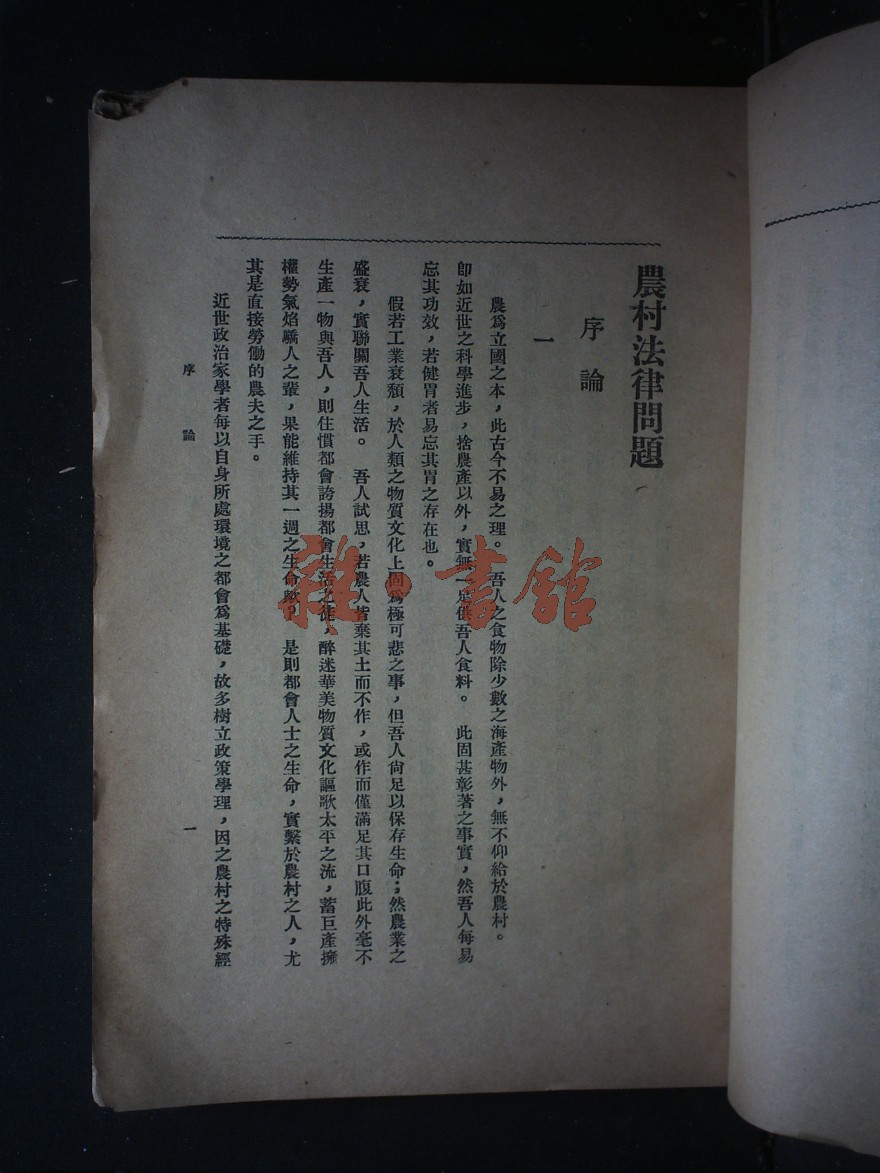 農村法律問題
序論
一
農爲立國之本，此古今不易之理。吾人之食物除少數之海產物外，無不仰給於農村。
卽如近世之科學進步，捨農產以外，實無一足供吾人食料。此固甚彰著之事實，然吾人每易
忘其功效，若健胃者易忘其胃之存在也。
假若工業衰頹，於人類之物質文化上固爲極可悲之事，但吾人尙足以保存生命；然農業之
盛衰，實聯關吾人生活。吾人試思，若農人皆棄其土而不作，或作而僅滿足其口腹此外毫不
生產一物與吾人，則住慣都會誇揚都會生活之徒，醉迷華美物質文化謳歌太平之流，蓄巨產擁
權勢氣焰驕人之輩，果能維持其一週之生命歟？是則都會人士之生命，實繫於農村之人，尤
其是直接勞働的農夫之手。
近世政治家學者每以自身所處環境之都會爲基礎，故多樹立政策學理，因之農村之特殊經
序論
一
雜·書館